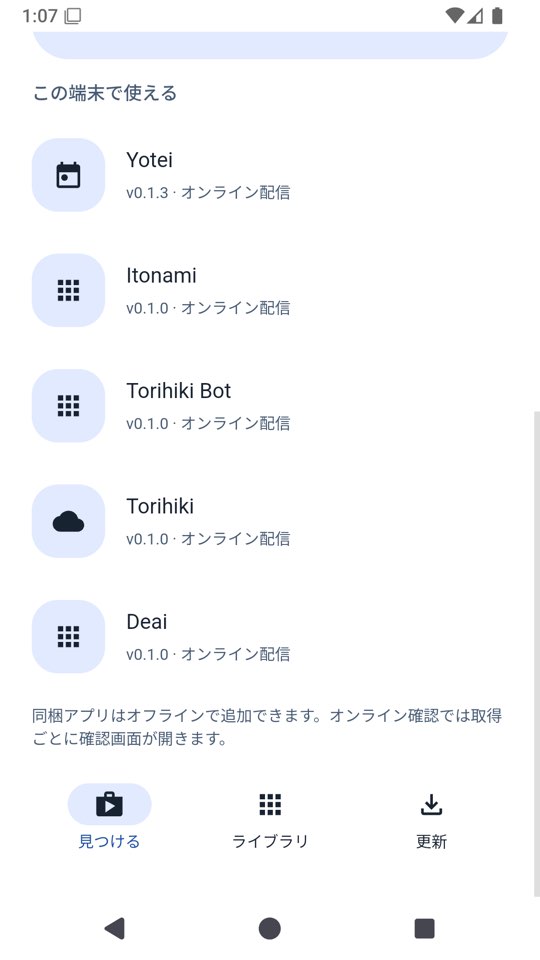 1:07
この端末で使える
Yotei
v0.1.3 · オンライン配信
Itonami
v0.1.0 · オンライン配信
Torihiki Bot
v0.1.0 · オンライン配信
Torihiki
v0.1.0 · オンライン配信
Deai
v0.1.0 · オンライン配信
同梱アプリはオフラインで追加できます。オンライン確認では取得
ごとに確認画面が開きます。
見つける
ライブラリ
更新